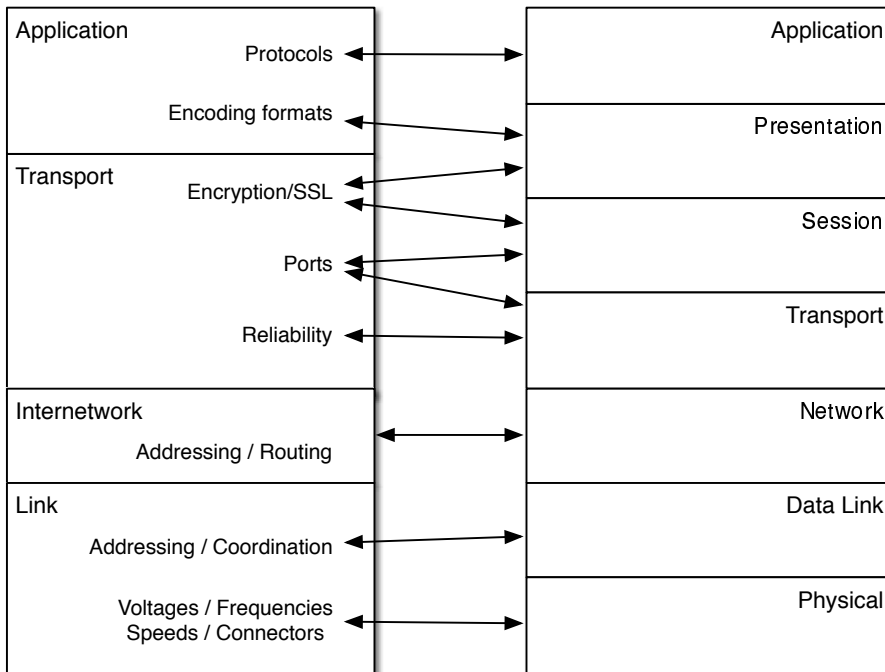 Application
Protocols
Encoding formats
Transport
Encryption/SSL
Ports
Reliability
Internetwork
Addressing / Routing
Link
Addressing / Coordination
Voltages / Frequencies
Speeds / Connectors
Application
Presentation
Session
Transport
Network
Data Link
Physical